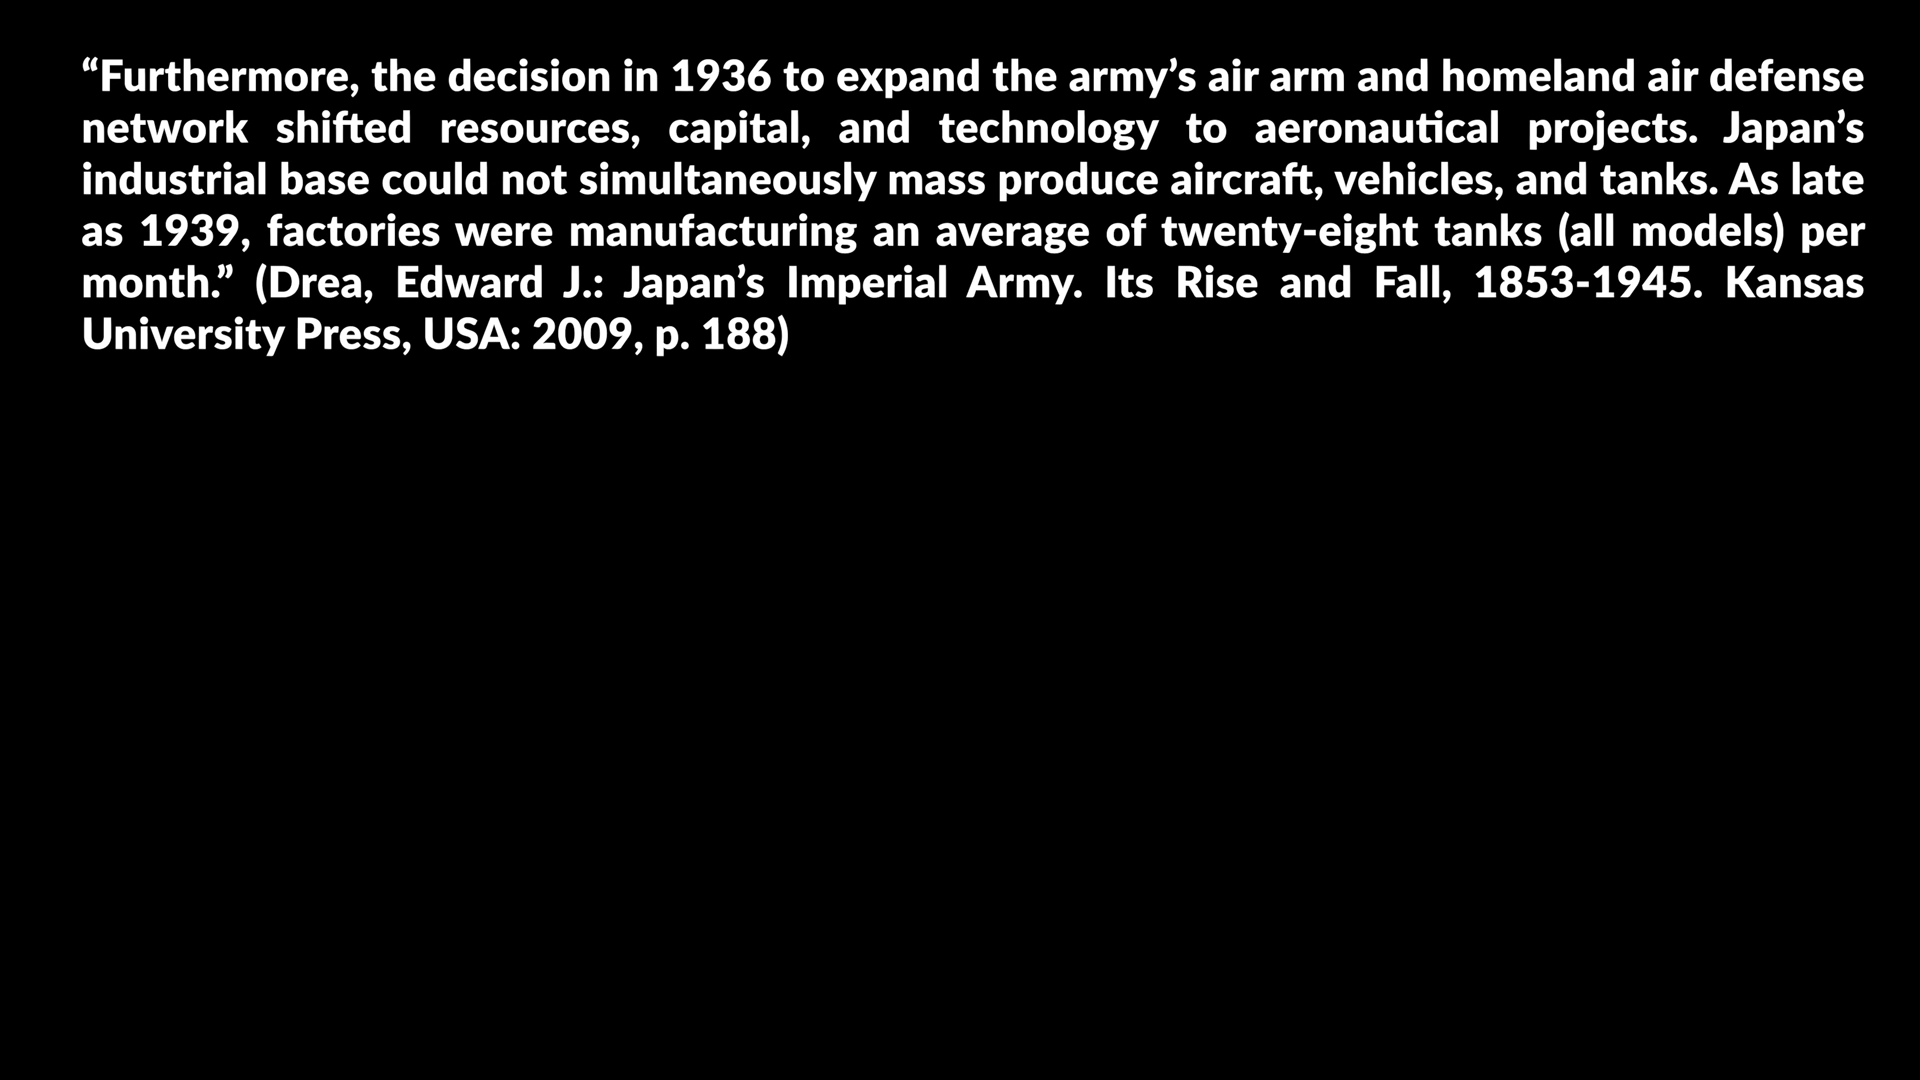 “Furthermore, the decision in 1936 to expand the army’s air arm and homeland air defense
network shifted resources, capital, and technology to aeronautical projects. Japan’s
industrial base could not simultaneously mass produce aircraft, vehicles, and tanks. As late
as 1939, factories were manufacturing an average of twenty-eight tanks (all models) per
month.” (Drea, Edward J.: Japan’s Imperial Army. Its Rise and Fall, 1853-1945. Kansas
University Press, USA: 2009, p. 188)